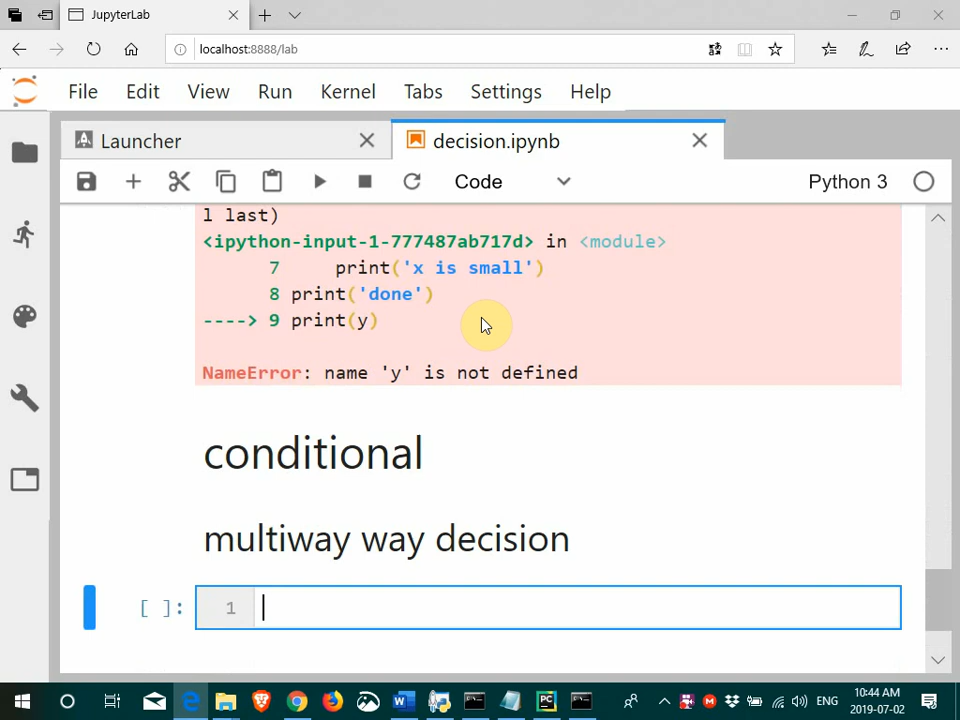 JupyterLab
localhost:8888/lab
File Edit View Run Kernel Tabs Settings Help
Launcher
decision.ipynb
Code
Python 3
l last)
<ipython-input-1-777487ab717d> in <module>
7 print('x is small')
8 print('done')
----> 9 print(y)
NameError: name 'y' is not defined
conditional
multiway way decision
[ ]: 1
ENG
10:44 AM
2019-07-02